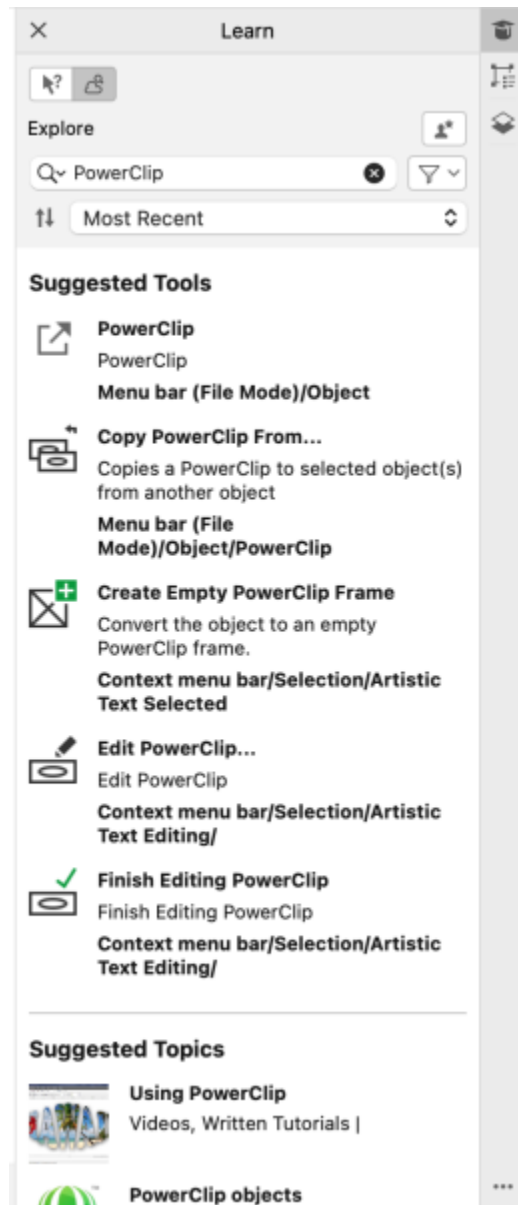 Learn
Explore
PowerClip
Most Recent
Suggested Tools
PowerClip
PowerClip
Menu bar (File Mode)/Object
Copy PowerClip From...
Copies a PowerClip to selected object(s)
from another object
Menu bar (File
Mode)/Object/PowerClip
Create Empty PowerClip Frame
Convert the object to an empty
PowerClip frame.
Context menu bar/Selection/Artistic
Text Selected
Edit PowerClip...
Edit PowerClip
Context menu bar/Selection/Artistic
Text Editing/
Finish Editing PowerClip
Finish Editing PowerClip
Context menu bar/Selection/Artistic
Text Editing/
Suggested Topics
Using PowerClip
Videos, Written Tutorials |
PowerClip objects